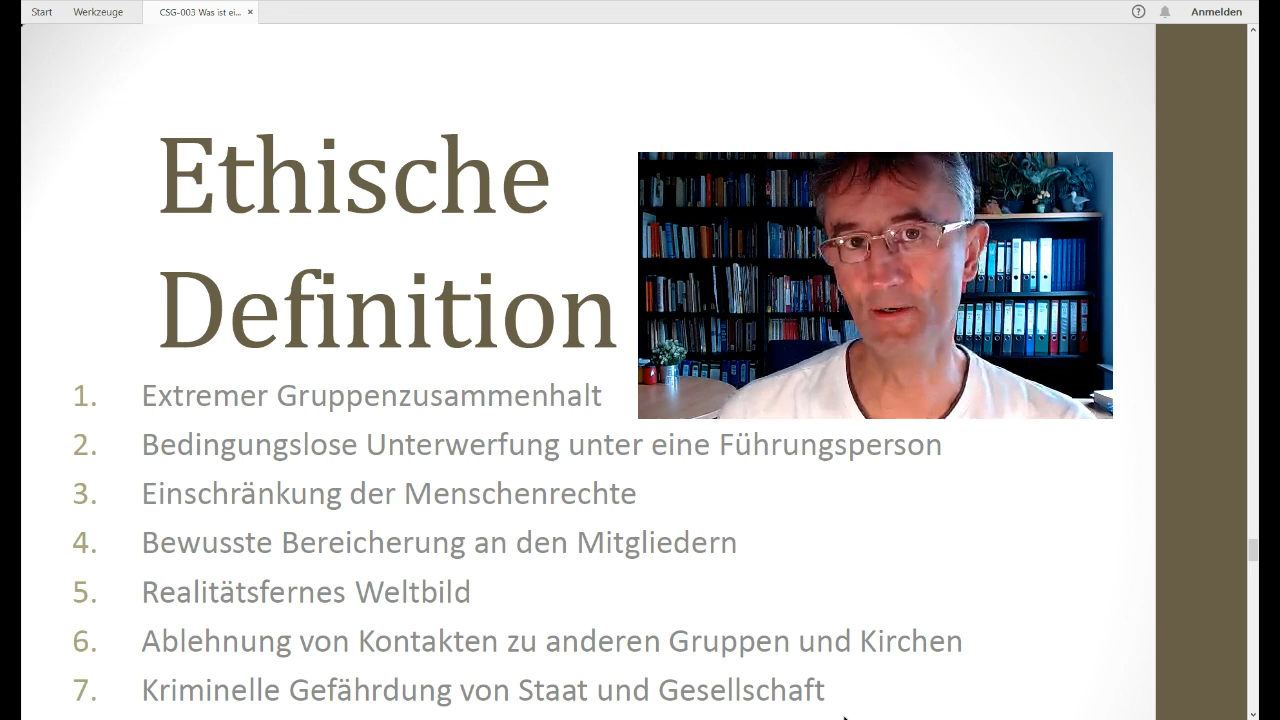 Start Werkzeuge CSG-003 Was ist ei... × ? Anmelden
Ethische
Definition
1. Extremer Gruppenzusammenhalt
2. Bedingungslose Unterwerfung unter eine Führungsperson
3. Einschränkung der Menschenrechte
4. Bewusste Bereicherung an den Mitgliedern
5. Realitätsfernes Weltbild
6. Ablehnung von Kontakten zu anderen Gruppen und Kirchen
7. Kriminelle Gefährdung von Staat und Gesellschaft